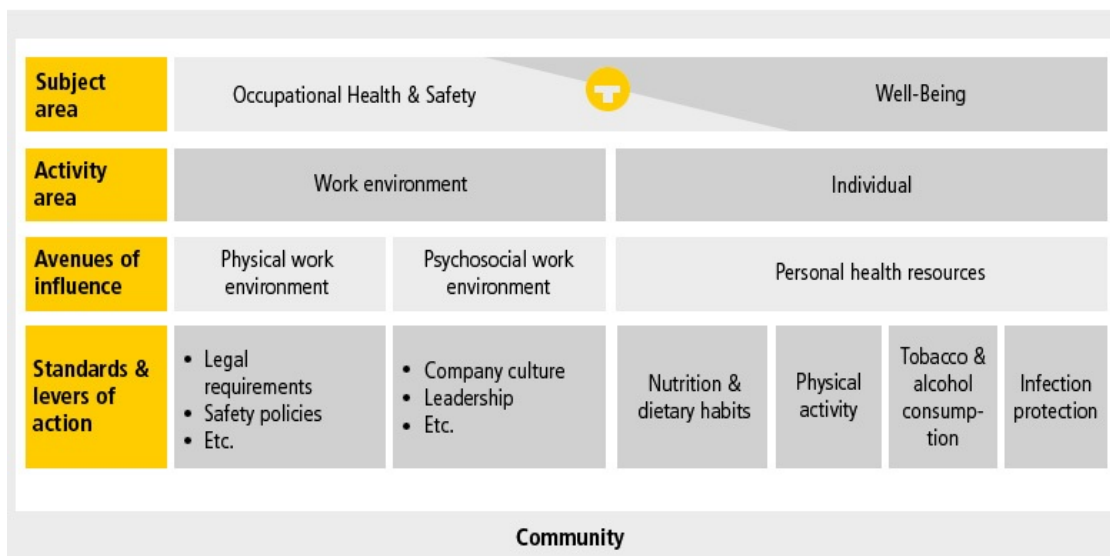 Subject
area
Occupational Health & Safety
Well-Being
Activity
area
Work environment
Individual
Avenues of
influence
Physical work
environment
Psychosocial work
environment
Personal health resources
Standards &
levers of
action
• Legal
requirements
• Safety policies
• Etc.
• Company culture
• Leadership
• Etc.
Nutrition &
dietary habits
Physical
activity
Tobacco &
alcohol
consump-
tion
Infection
protection
Community